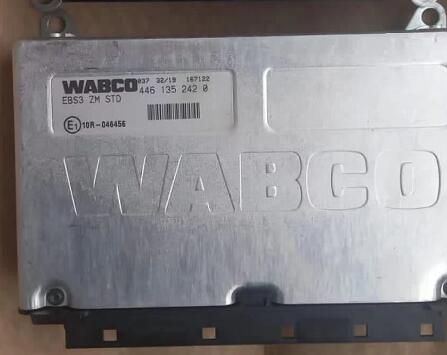 WABCO 037 32/19 167122
446 135 242 0
EBS3 ZM STD
E1 10R-046456
WABCO